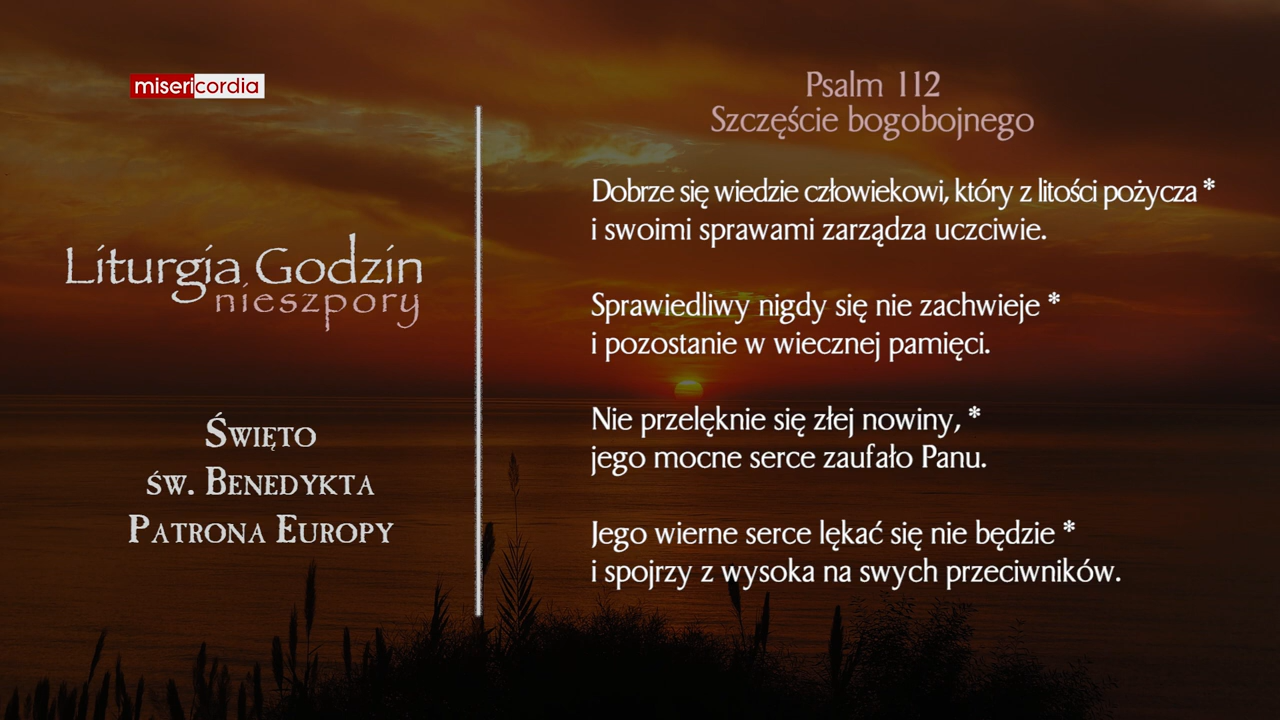 misericordia
Liturgia Godzin
nieszpory
Święto
św. Benedykta
Patrona Europy
Psalm 112
Szczęście bogobojnego
Dobrze się wiedzie człowiekowi, który z litości pożycza *
i swoimi sprawami zarządza uczciwie.
Sprawiedliwy nigdy się nie zachwieje *
i pozostanie w wiecznej pamięci.
Nie przelęknie się złej nowiny, *
jego mocne serce zaufało Panu.
Jego wierne serce lękać się nie będzie *
i spojrzy z wysoka na swych przeciwników.